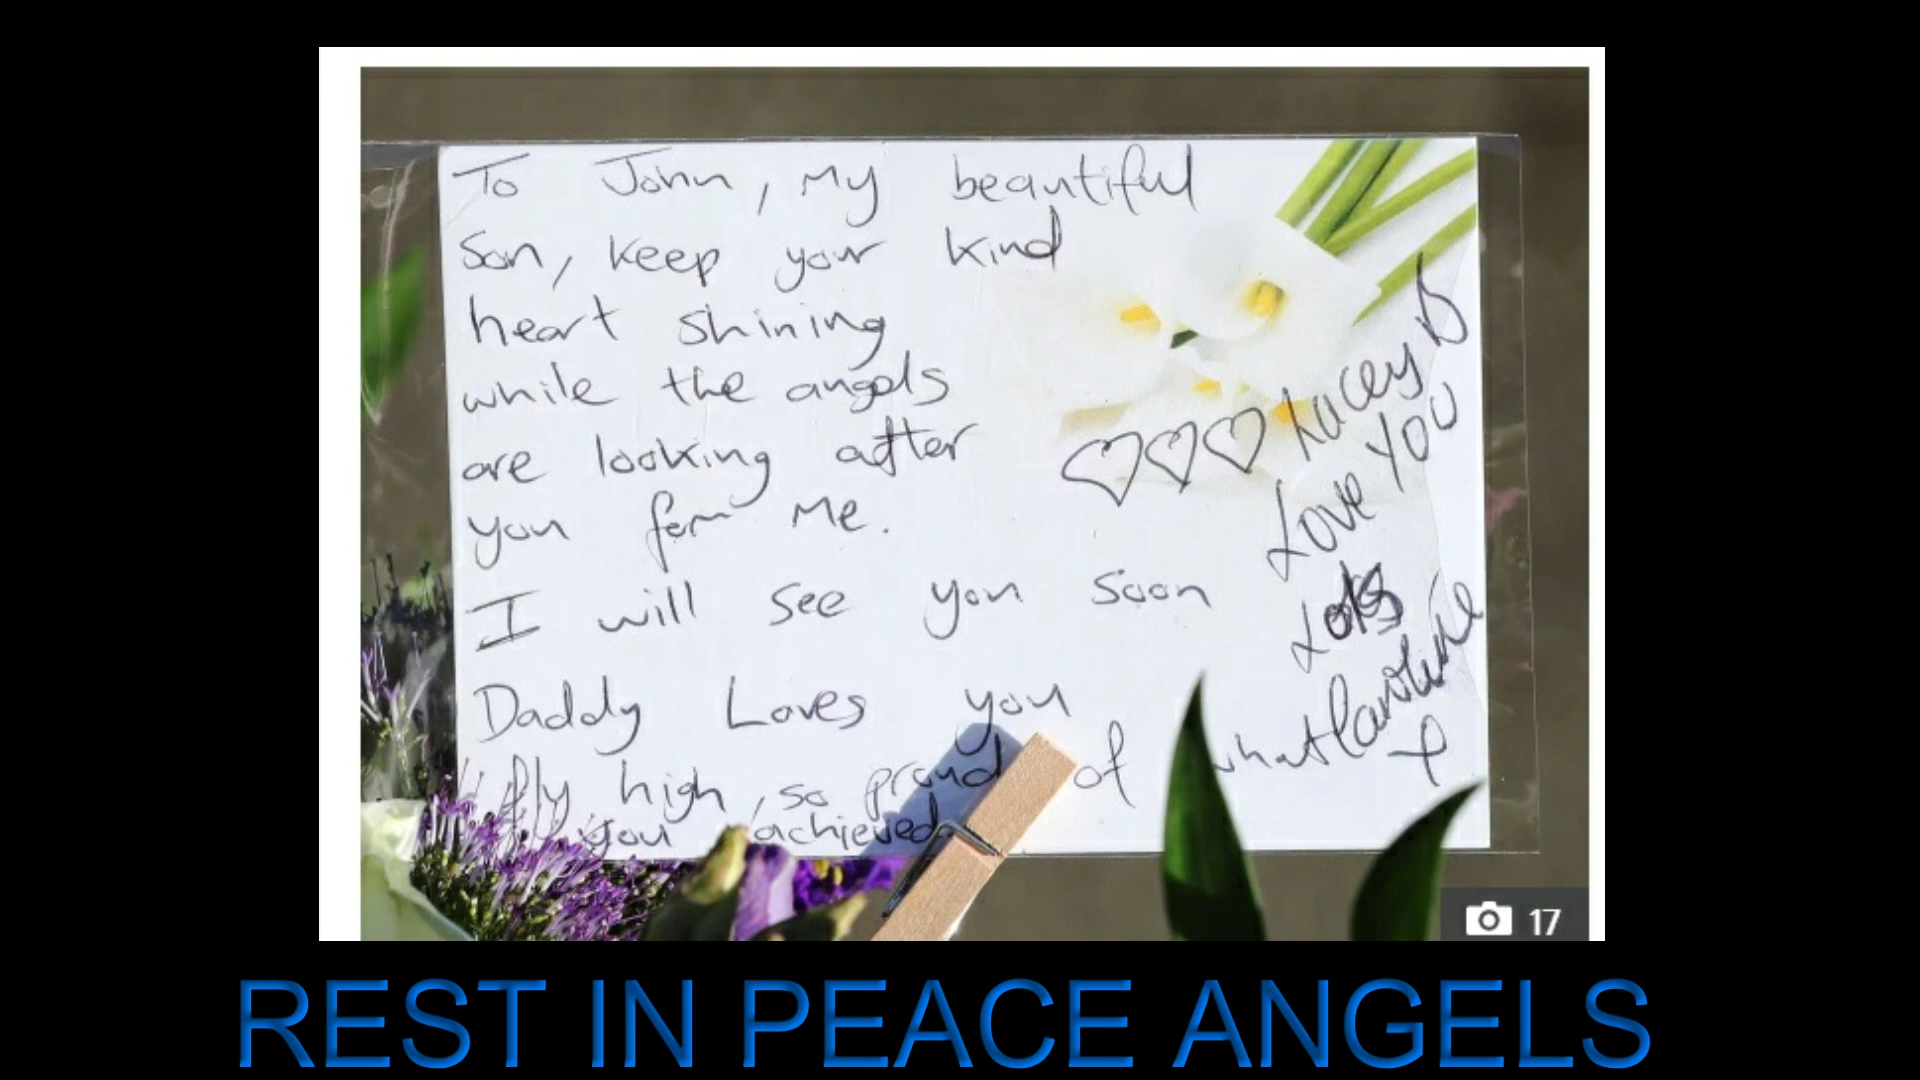 To John, My beautiful
Son, keep your kind
heart shining
while the angels
are looking after
you form Me.
I will see you soon
Daddy Loves you
fly high, so proud of what
you achieved
Lacey D
Love YOU
Lots
x
17
REST IN PEACE ANGELS